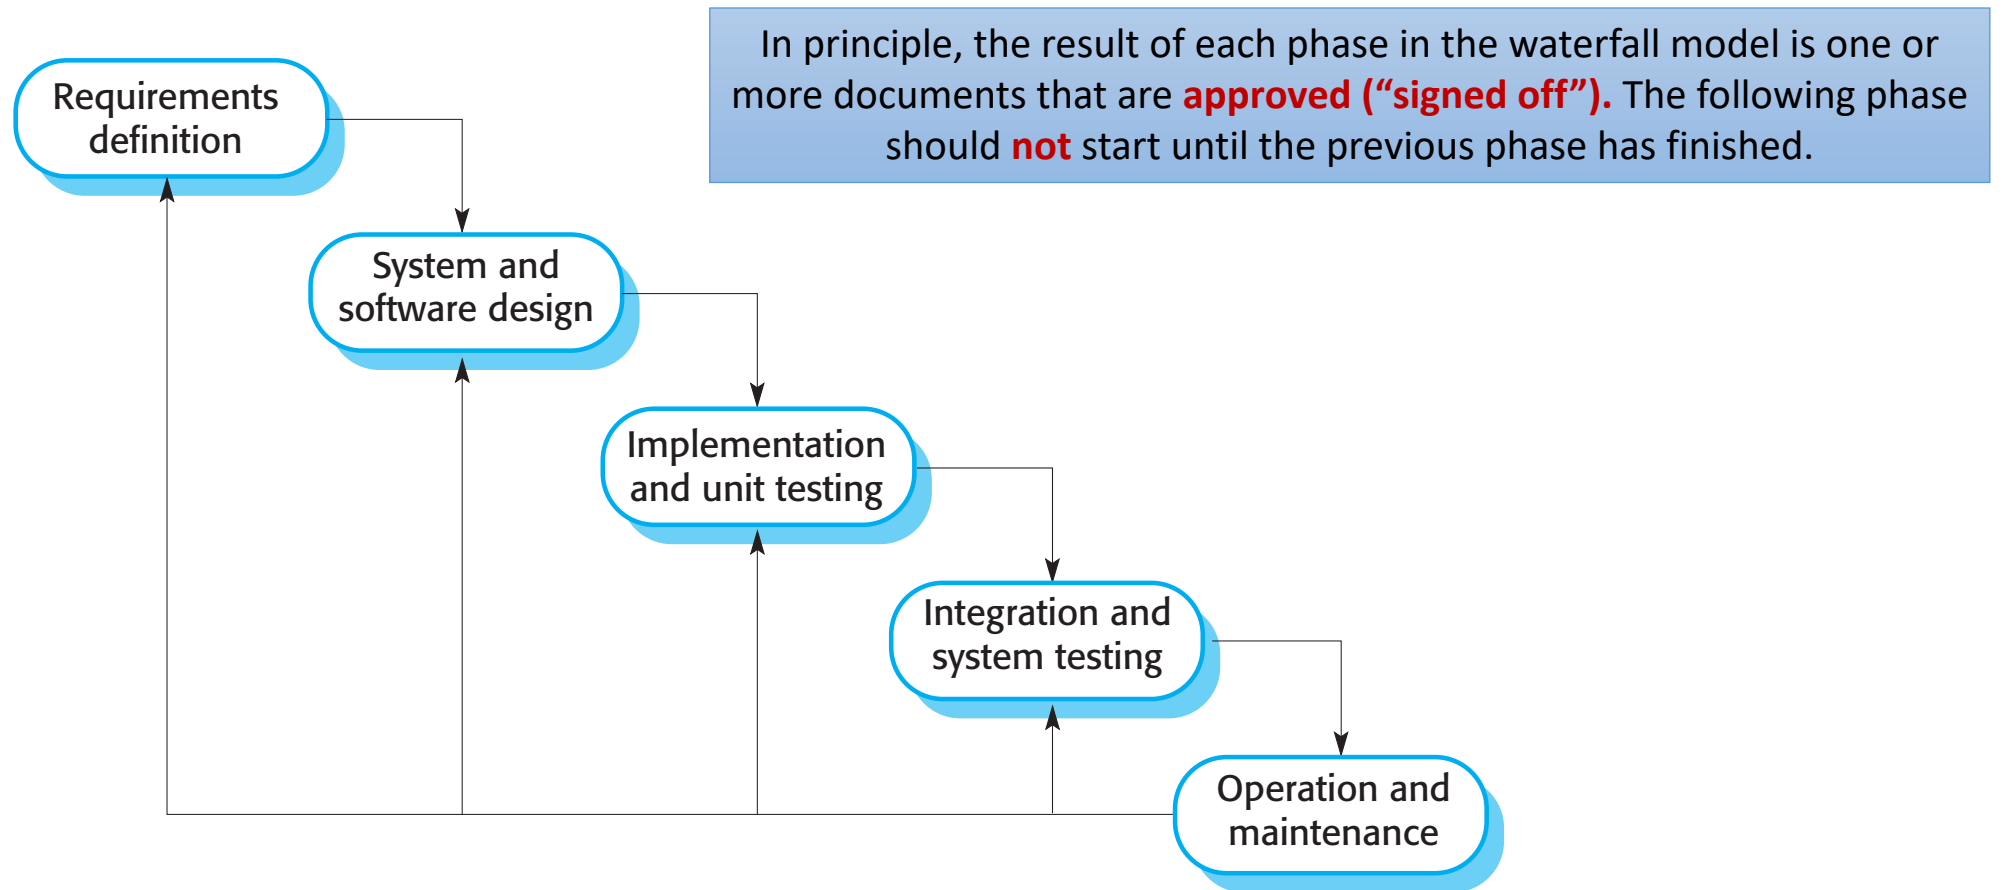 In principle, the result of each phase in the waterfall model is one or
more documents that are approved (“signed off”). The following phase
should not start until the previous phase has finished.
Requirements
definition
System and
software design
Implementation
and unit testing
Integration and
system testing
Operation and
maintenance